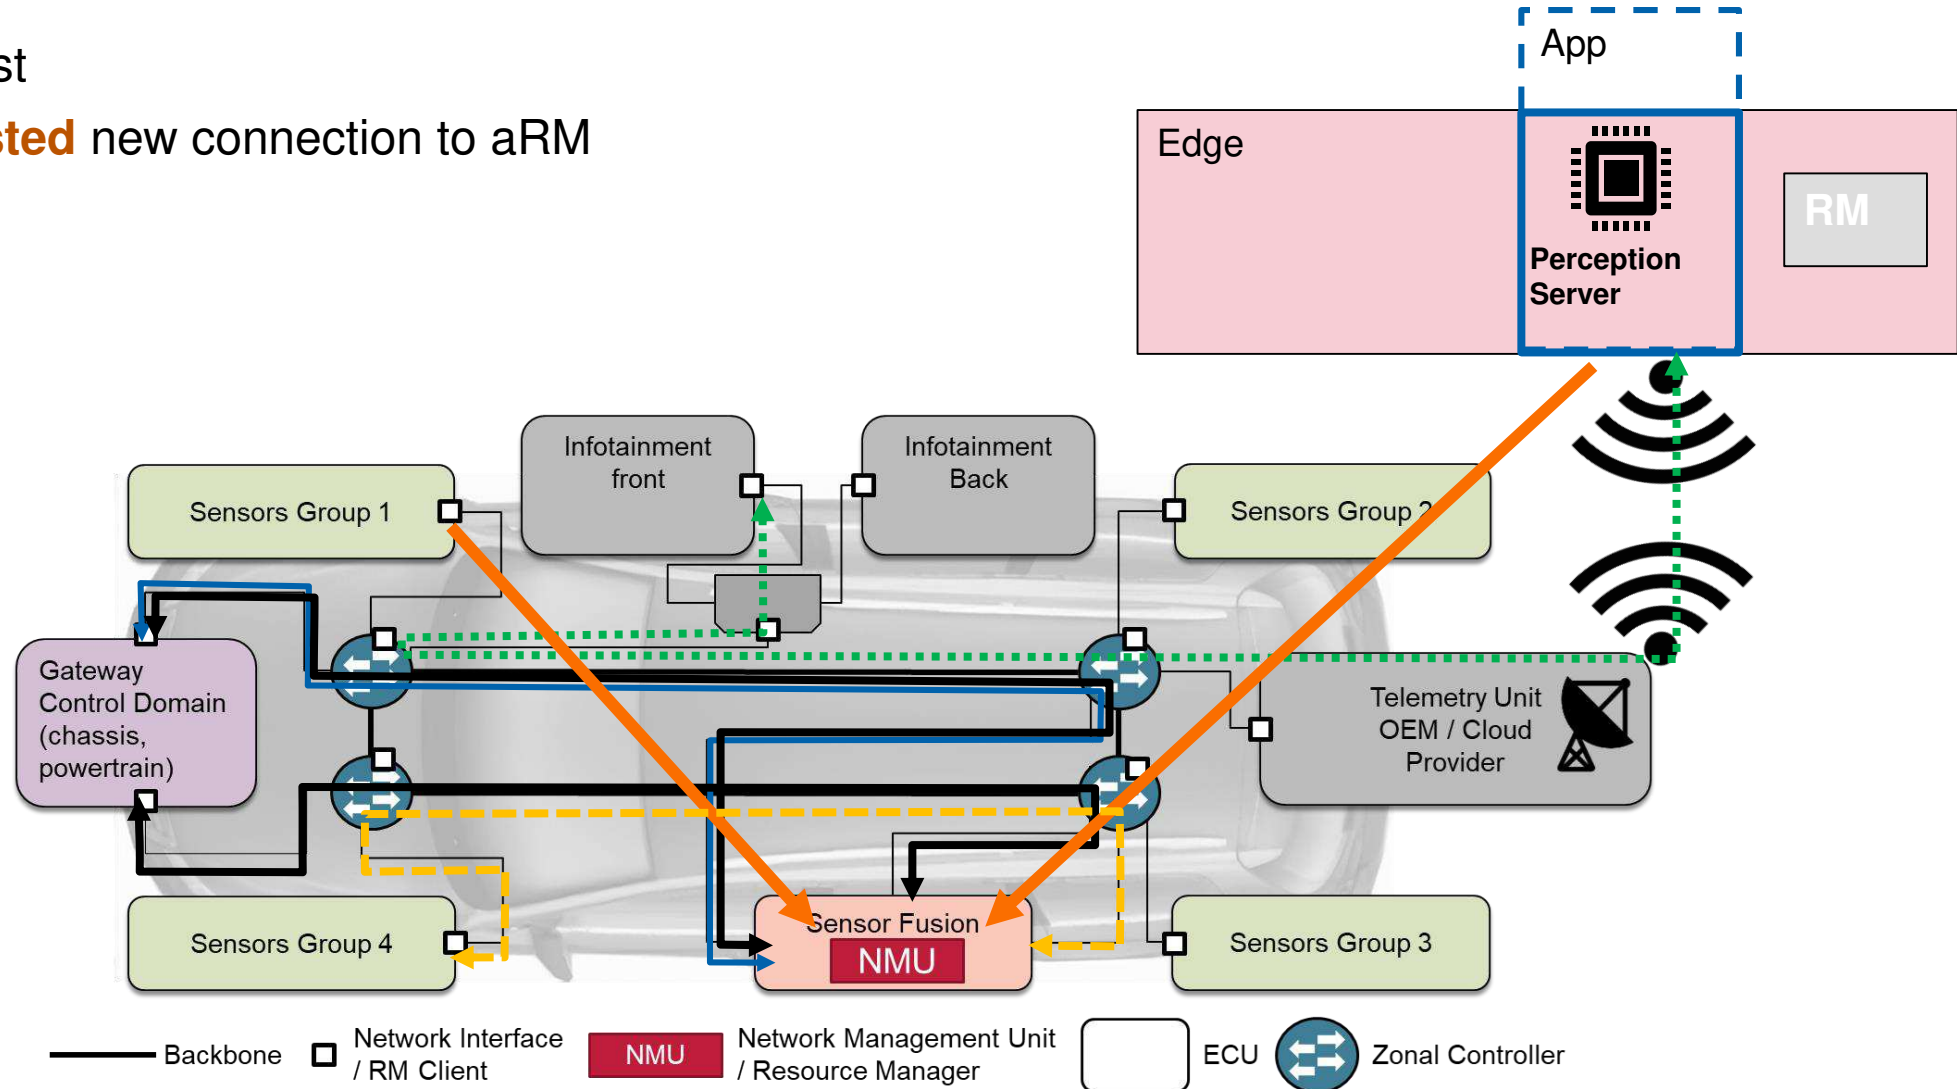 st
sted new connection to aRM
App
Edge
RM
Perception
Server
Infotainment
front
Infotainment
Back
Sensors Group 1
Sensors Group 2
Gateway
Control Domain
(chassis,
powertrain)
Telemetry Unit
OEM / Cloud
Provider
Sensors Group 4
Sensor Fusion
NMU
Sensors Group 3
Backbone
Network Interface
/ RM Client
NMU
Network Management Unit
/ Resource Manager
ECU
Zonal Controller